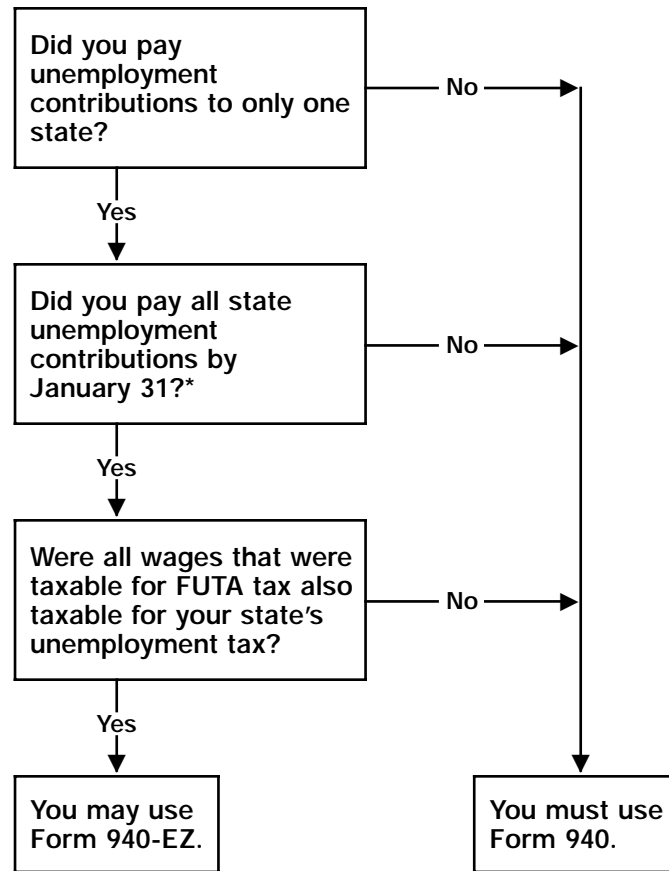 Did you pay
unemployment
contributions to only one
state?
No
Yes
Did you pay all state
unemployment
contributions by
January 31?*
No
Yes
Were all wages that were
taxable for FUTA tax also
taxable for your state's
unemployment tax?
No
Yes
You may use
Form 940-EZ.
You must use
Form 940.